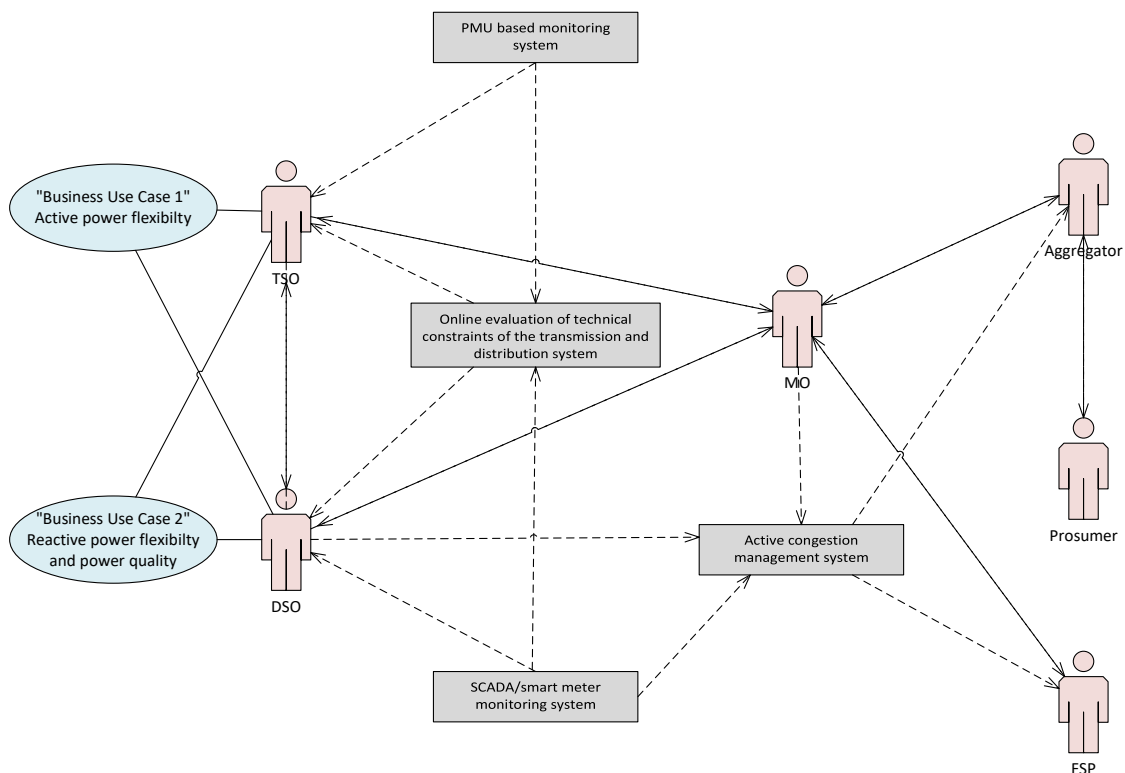 PMU based monitoring
system
"Business Use Case 1"
Active power flexibilty
TSO
Aggregator
Online evaluation of technical
constraints of the transmission and
distribution system
MO
"Business Use Case 2"
Reactive power flexibilty
and power quality
DSO
Active congestion
management system
Prosumer
SCADA/smart meter
monitoring system
FSP